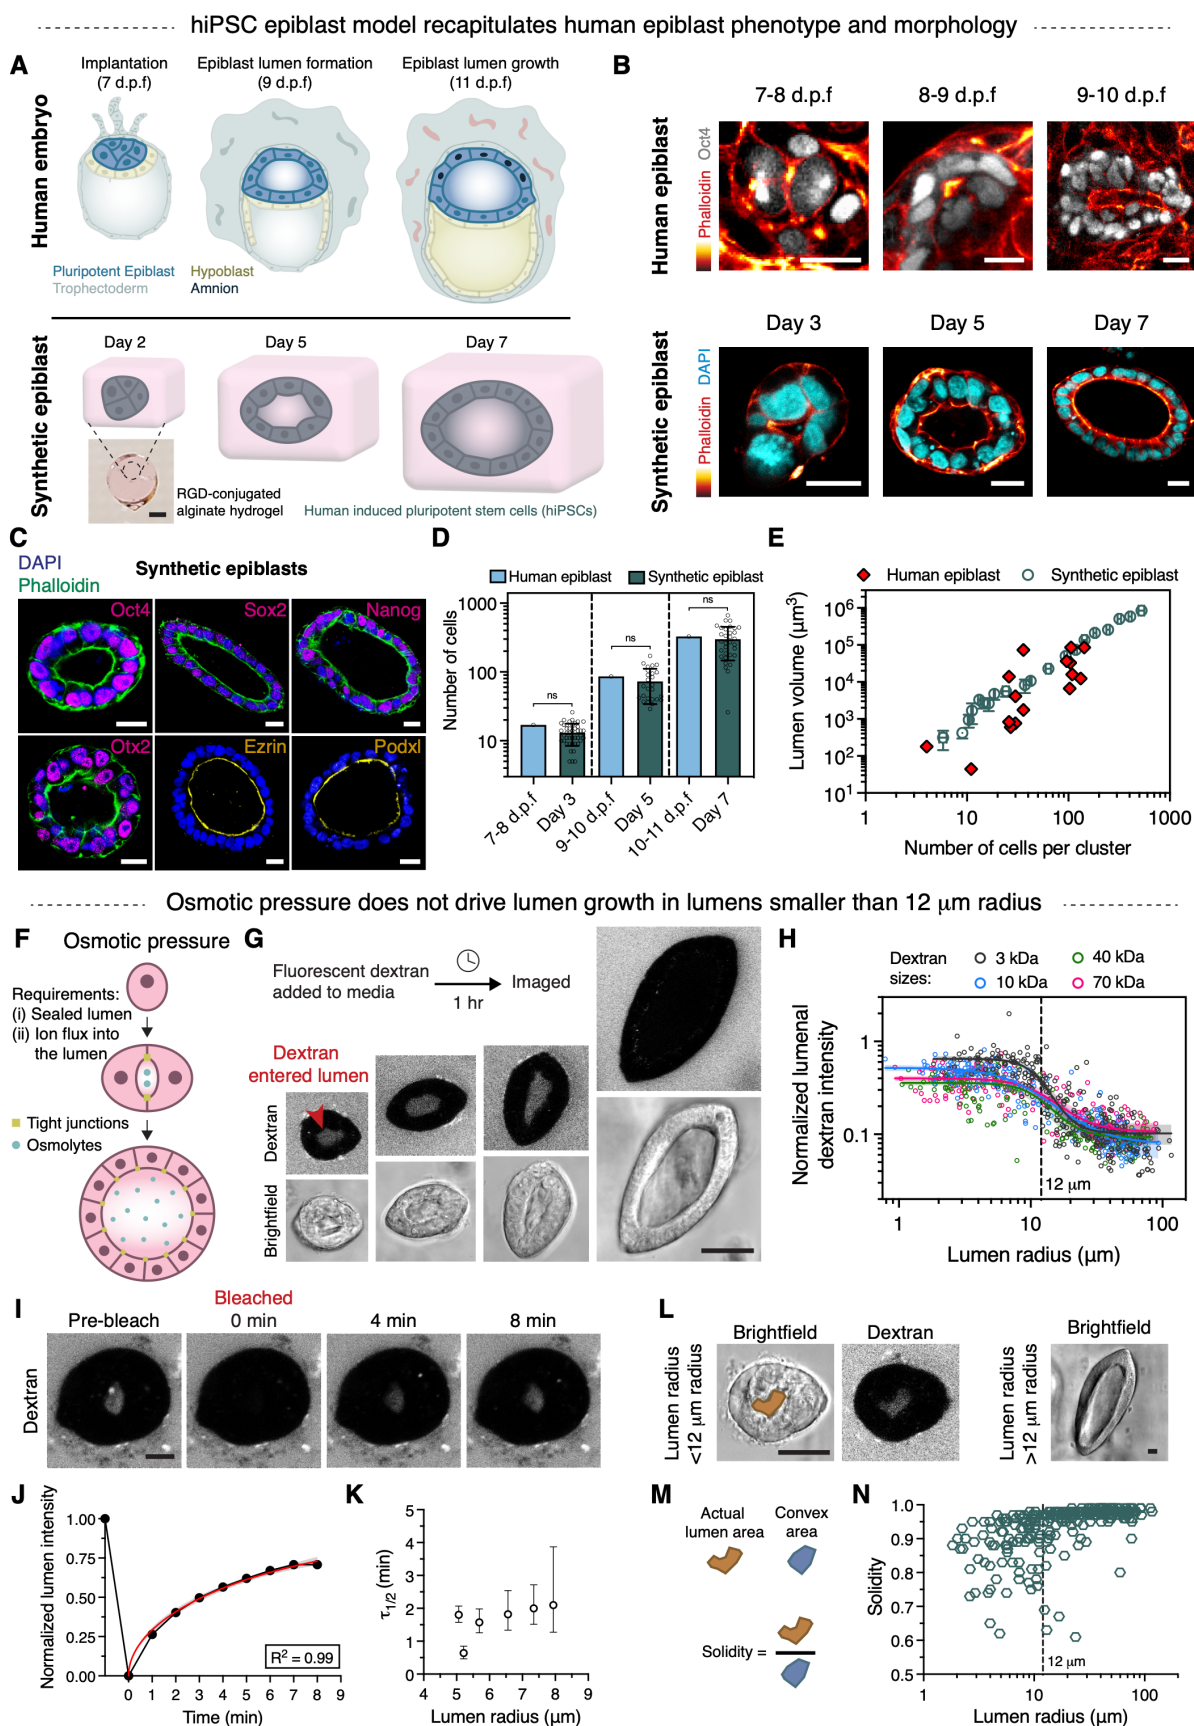 hiPSC epiblast model recapitulates human epiblast phenotype and morphology
A
Implantation
(7 d.p.f)
Epiblast lumen formation
(9 d.p.f)
Epiblast lumen growth
(11 d.p.f)
Human embryo
Pluripotent Epiblast
Trophectoderm
Hypoblast
Amnion
Synthetic epiblast
Day 2
Day 5
Day 7
RGD-conjugated
alginate hydrogel
Human induced pluripotent stem cells (hiPSCs)
B
7-8 d.p.f
8-9 d.p.f
9-10 d.p.f
Human epiblast
Phalloidin Oct4
Day 3
Day 5
Day 7
Synthetic epiblast
Phalloidin DAPI
C
DAPI
Phalloidin
Synthetic epiblasts
Oct4
Sox2
Nanog
Otx2
Ezrin
Podxl
D
Human epiblast
Synthetic epiblast
Number of cells
1000
100
10
ns
ns
ns
7-8 d.p.f
Day 3
9-10 d.p.f
Day 5
10-11 d.p.f
Day 7
E
Human epiblast
Synthetic epiblast
Lumen volume (µm³)
10⁶
10⁵
10⁴
10³
10²
10¹
1
10
100
1000
Number of cells per cluster
Osmotic pressure does not drive lumen growth in lumens smaller than 12 µm radius
F
Osmotic pressure
Requirements:
(i) Sealed lumen
(ii) Ion flux into
the lumen
Tight junctions
Osmolytes
G
Fluorescent dextran
added to media
1 hr
Imaged
Dextran
entered lumen
Dextran
Brightfield
H
Dextran
sizes:
3 kDa
40 kDa
10 kDa
70 kDa
Normalized lumenal
dextran intensity
1
0.1
12 µm
1
10
100
Lumen radius (µm)
I
Pre-bleach
Bleached
0 min
4 min
8 min
Dextran
J
Normalized lumen intensity
1.00
0.75
0.50
0.25
0.00
R² = 0.99
0 1 2 3 4 5 6 7 8 9
Time (min)
K
τ1/2 (min)
5
4
3
2
1
0
4 5 6 7 8 9
Lumen radius (µm)
L
Lumen radius
<12 µm radius
Brightfield
Dextran
Lumen radius
>12 µm radius
Brightfield
M
Actual
lumen area
Convex
area
Solidity =
N
Solidity
1.0
0.9
0.8
0.7
0.6
0.5
12 µm
1
10
100
Lumen radius (µm)